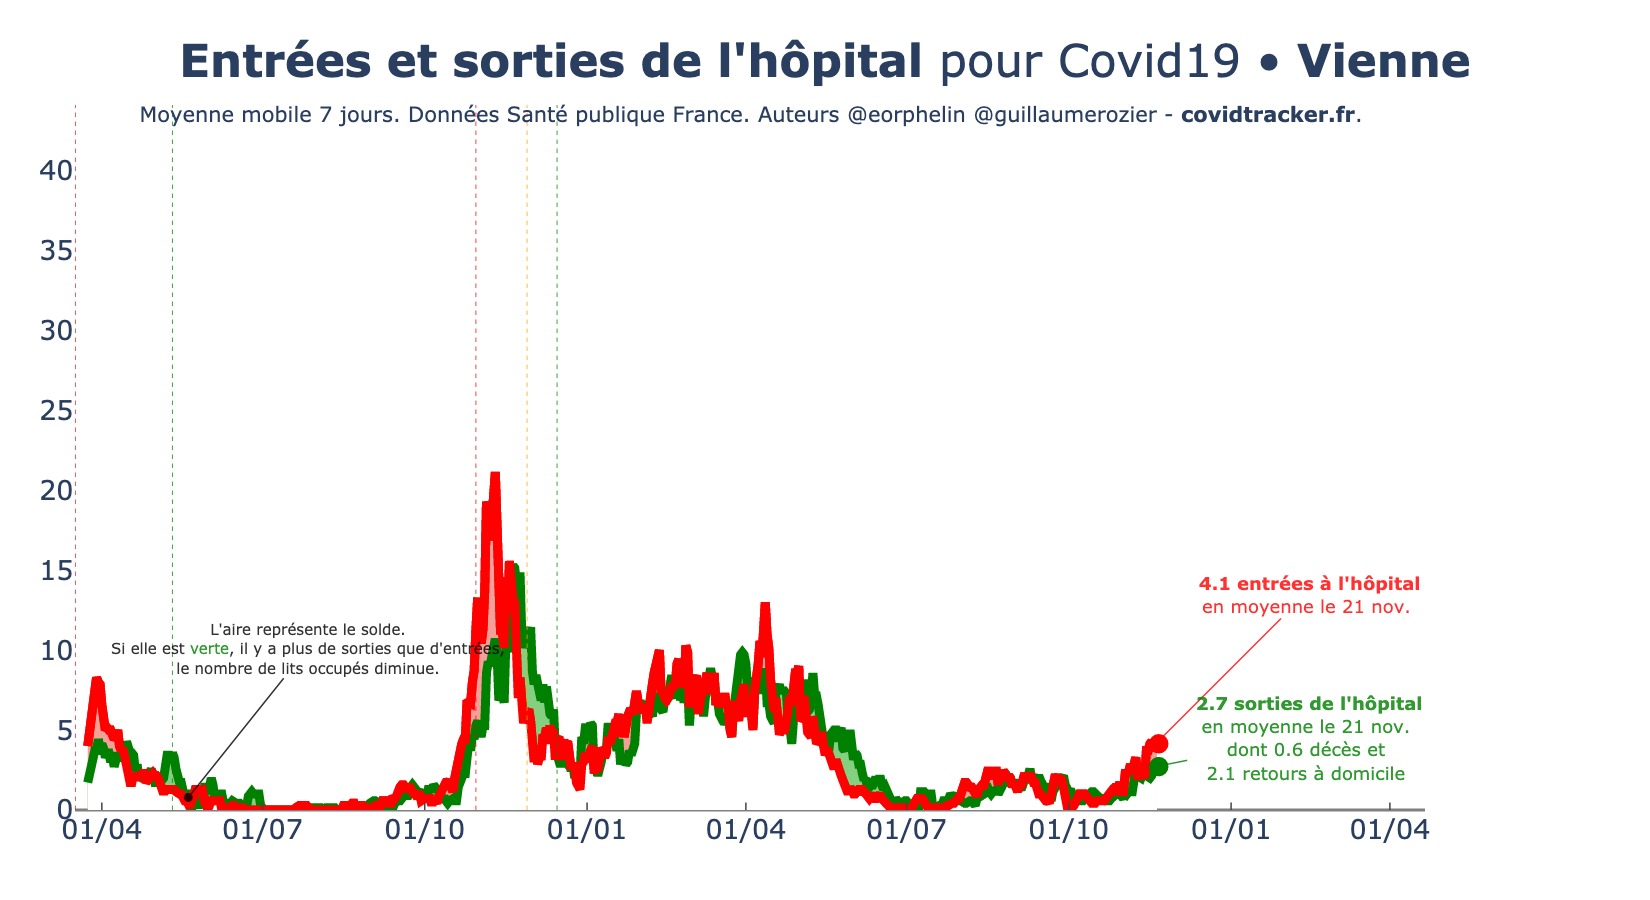 Entrées et sorties de l'hôpital pour Covid19 • Vienne
Moyenne mobile 7 jours. Données Santé publique France. Auteurs @eorphelin @guillaumerozier - covidtracker.fr.
40
35
30
25
20
15
10
5
0
L'aire représente le solde.
Si elle est verte, il y a plus de sorties que d'entrées,
le nombre de lits occupés diminue.
4.1 entrées à l'hôpital
en moyenne le 21 nov.
2.7 sorties de l'hôpital
en moyenne le 21 nov.
dont 0.6 décès et
2.1 retours à domicile
01/04 01/07 01/10 01/01 01/04 01/07 01/10 01/01 01/04